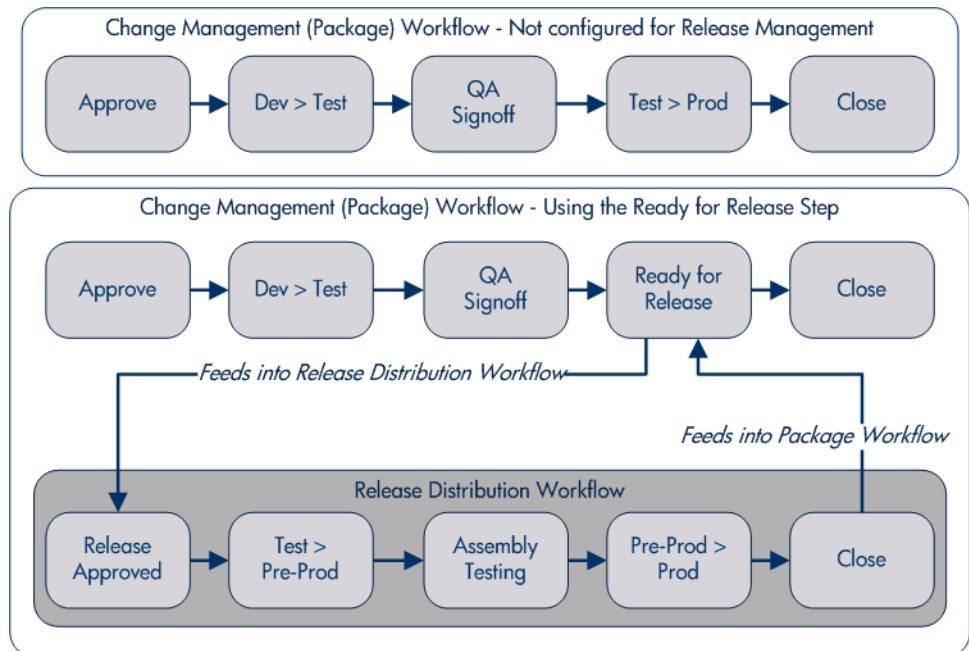 Change Management (Package) Workflow - Not configured for Release Management
Approve
Dev > Test
QA
Signoff
Test > Prod
Close
Change Management (Package) Workflow - Using the Ready for Release Step
Approve
Dev > Test
QA
Signoff
Ready for
Release
Close
Feeds into Release Distribution Workflow
Feeds into Package Workflow
Release Distribution Workflow
Release
Approved
Test >
Pre-Prod
Assembly
Testing
Pre-Prod >
Prod
Close